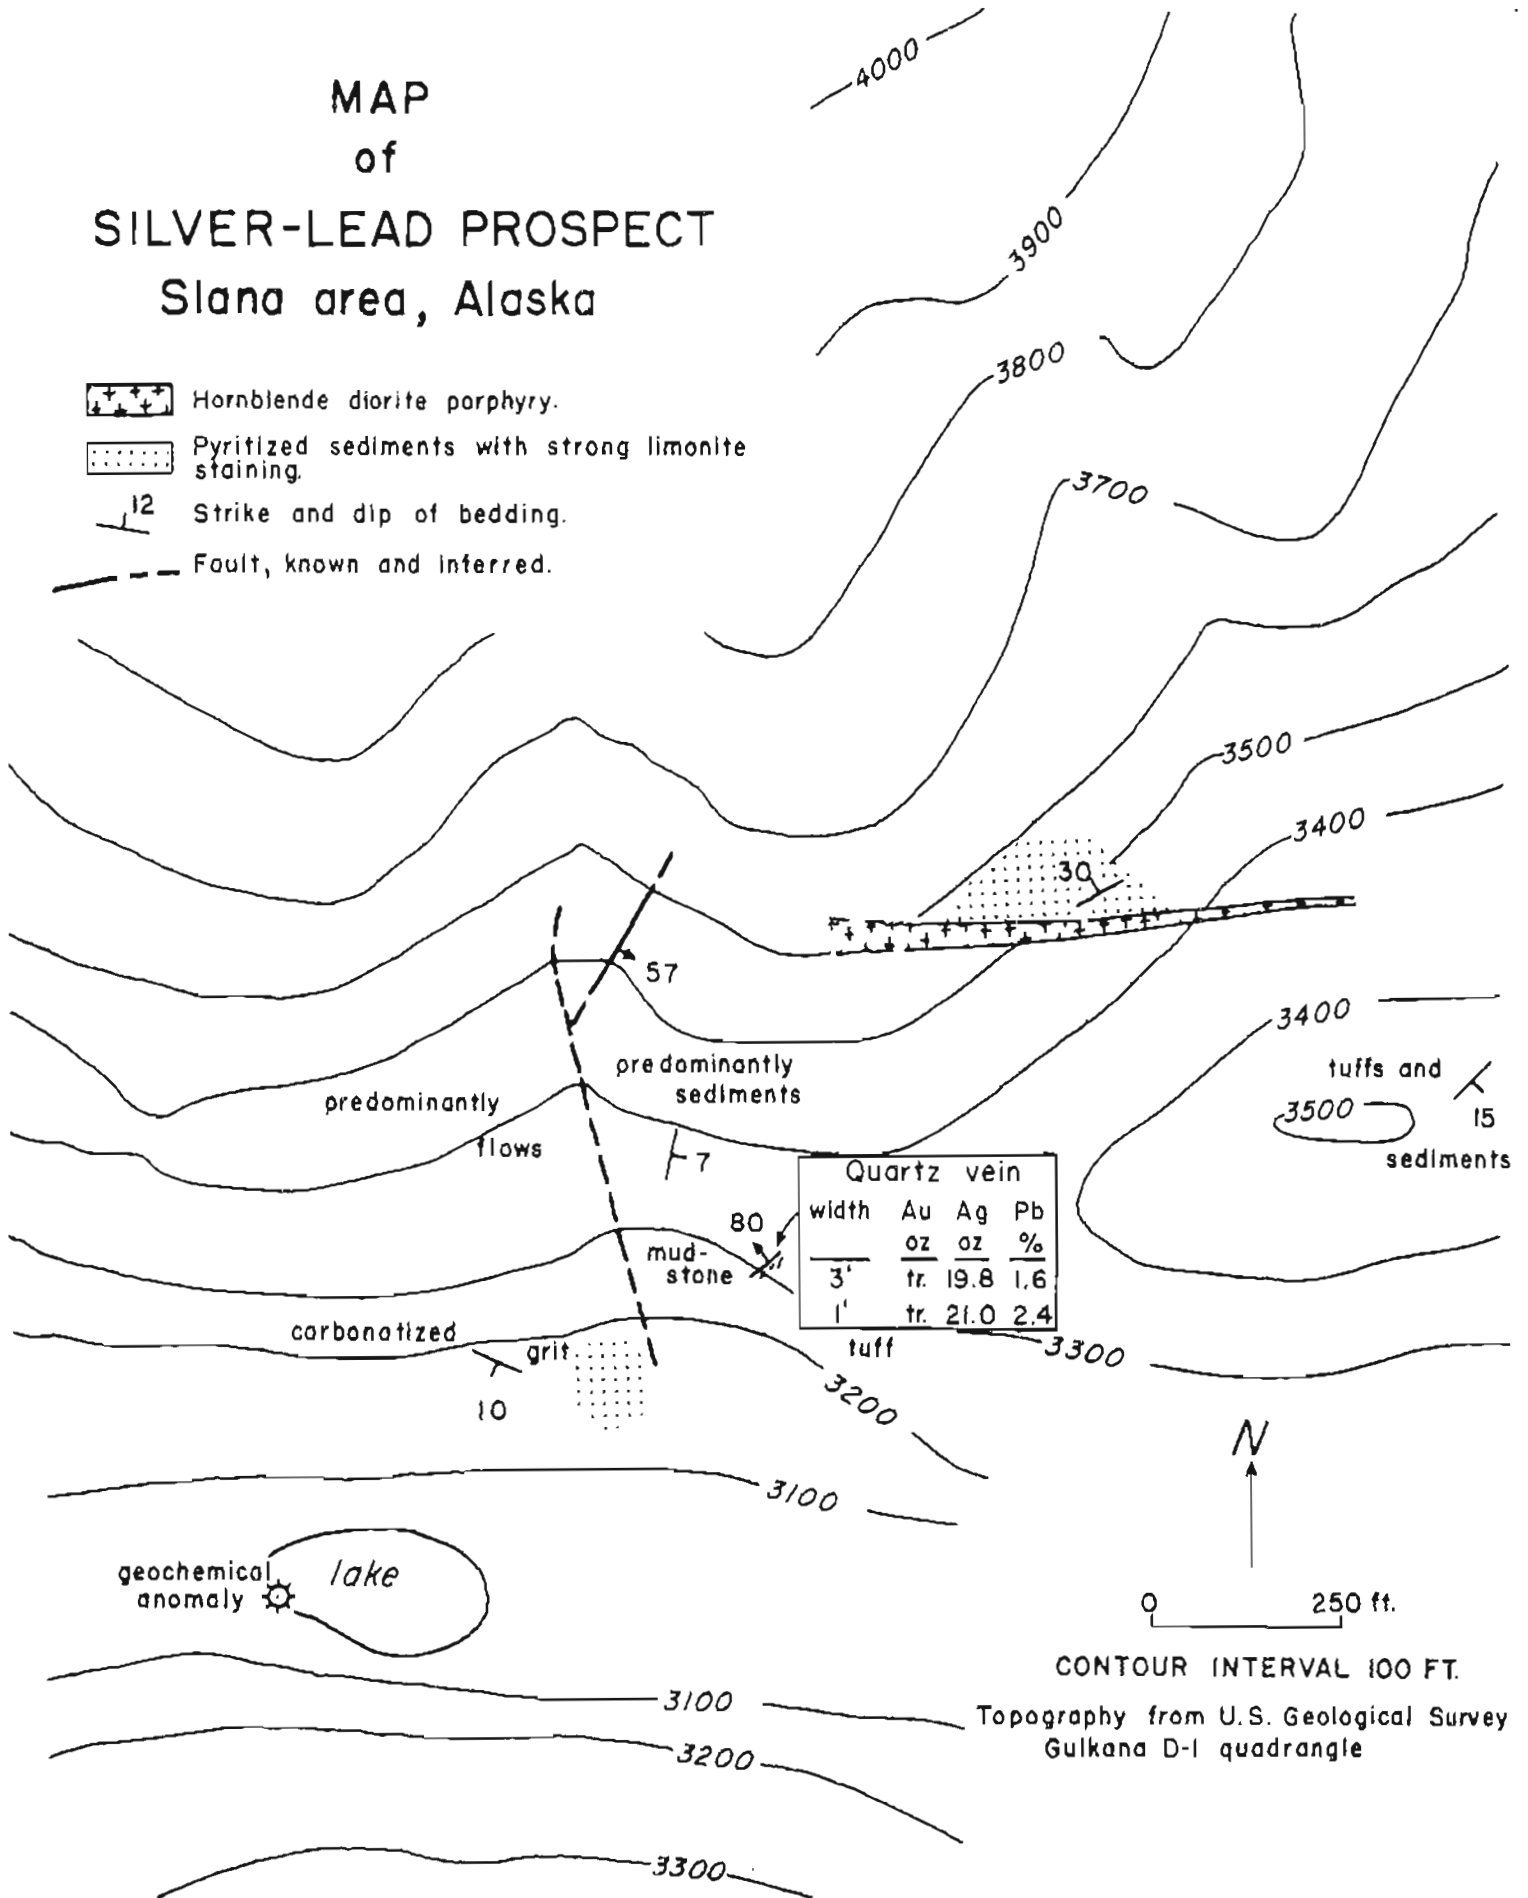 MAP
of
SILVER-LEAD PROSPECT
Slana area, Alaska
Hornblende diorite porphyry.
Pyritized sediments with strong limonite
staining.
12
Strike and dip of bedding.
Fault, known and inferred.
4000
3900
3800
3700
3500
3400
30
57
3400
predominantly
sediments
predominantly
flows
tuffs and
3500
15
sediments
7
Quartz vein
width Au Ag Pb
oz oz %
3' tr. 19.8 1.6
1' tr. 21.0 2.4
80
mud-
stone
carbonatized
grit
tuff
3300
10
3200
N
3100
geochemical
anomaly
lake
0 250 ft.
CONTOUR INTERVAL 100 FT.
3100
Topography from U.S. Geological Survey
Gulkana D-1 quadrangle
3200
3300